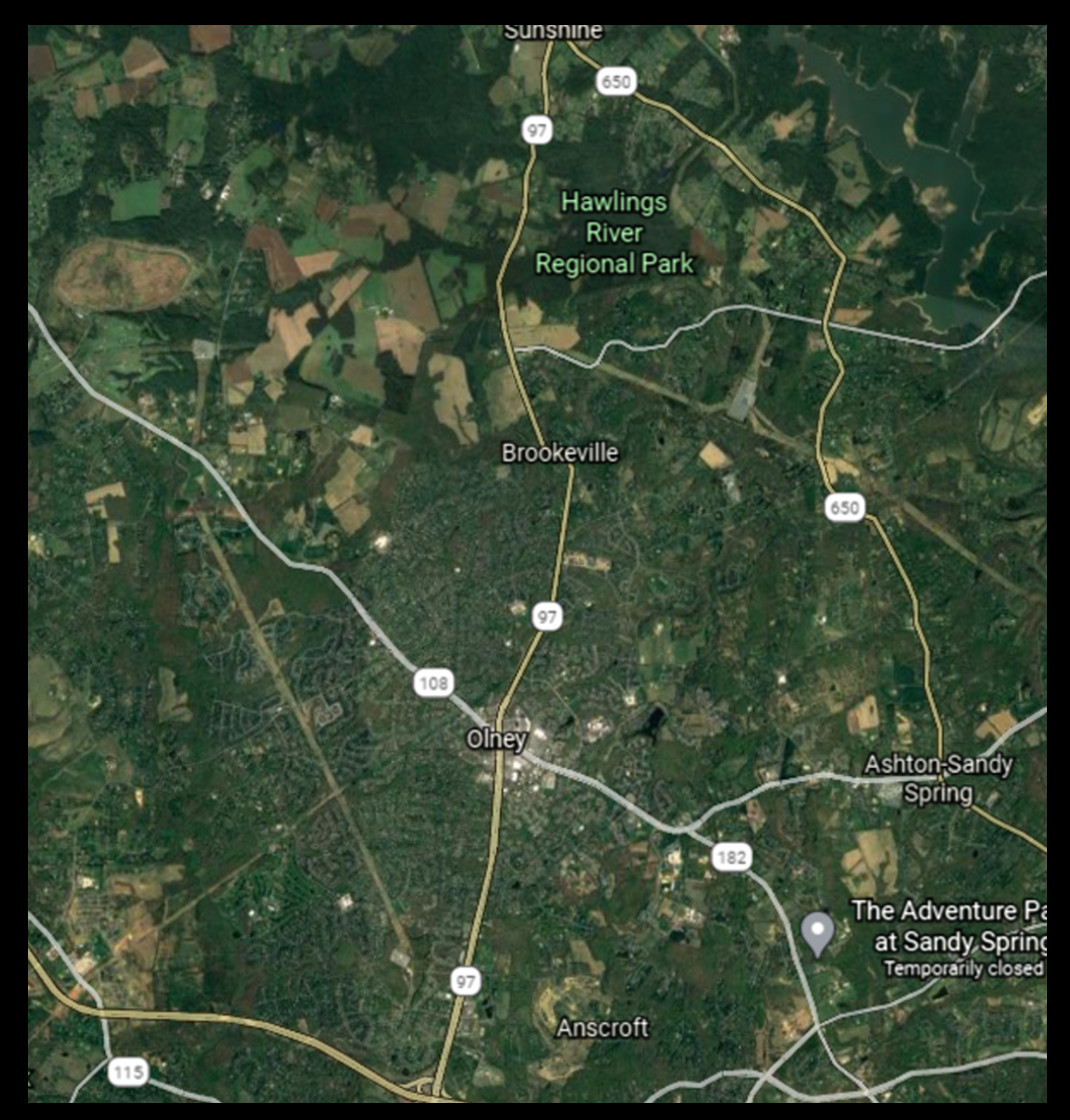 Sunshine
650
97
Hawlings
River
Regional Park
Brookeville
650
97
108
Olney
Ashton-Sandy
Spring
182
The Adventure Pa
at Sandy Spring
Temporarily closed
97
Anscroft
115